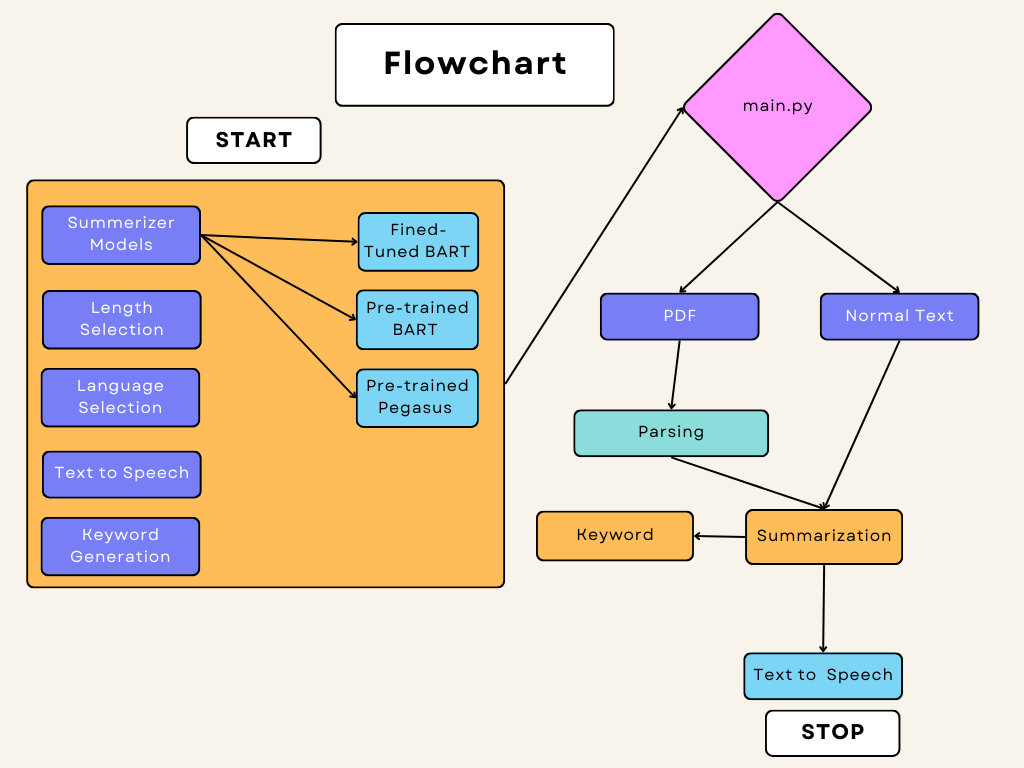 Flowchart
START
Summerizer
Models
Length
Selection
Language
Selection
Text to Speech
Keyword
Generation
Fined-
Tuned BART
Pre-trained
BART
Pre-trained
Pegasus
main.py
PDF
Normal Text
Parsing
Keyword
Summarization
Text to  Speech
STOP